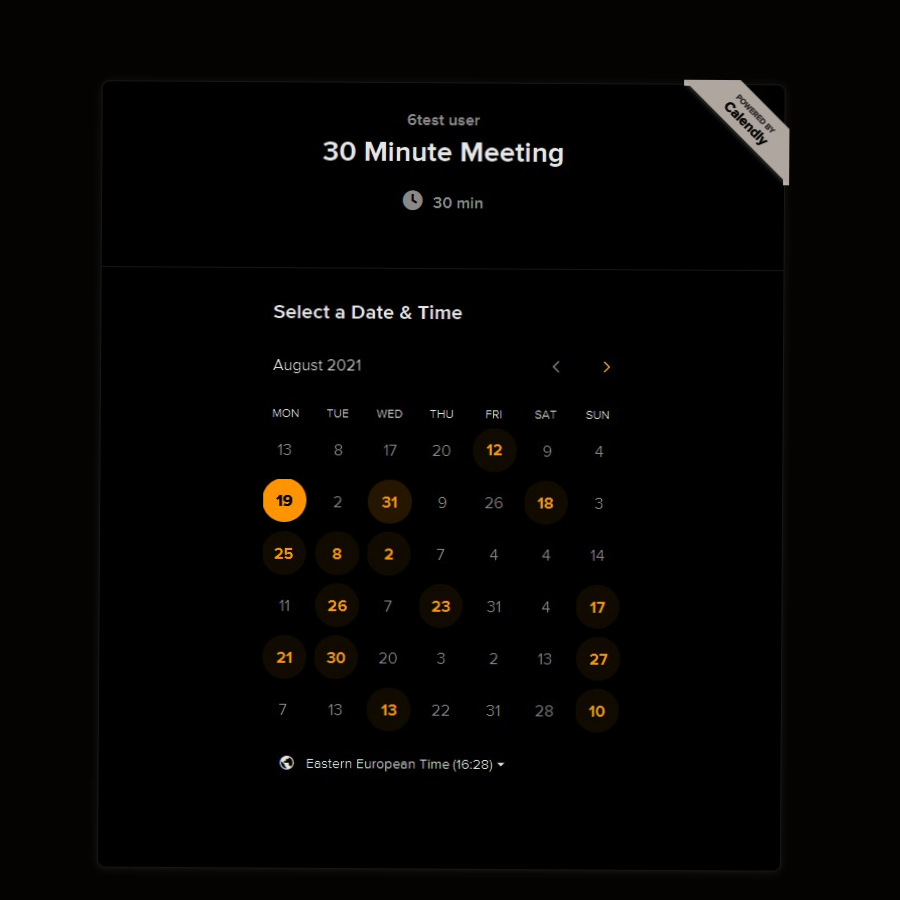 POWERED BY
Calendly
6test user
30 Minute Meeting
30 min
Select a Date & Time
August 2021
MON TUE WED THU FRI SAT SUN
13 8 17 20 12 9 4
19 2 31 9 26 18 3
25 8 2 7 4 4 14
11 26 7 23 31 4 17
21 30 20 3 2 13 27
7 13 13 22 31 28 10
Eastern European Time (16:28)